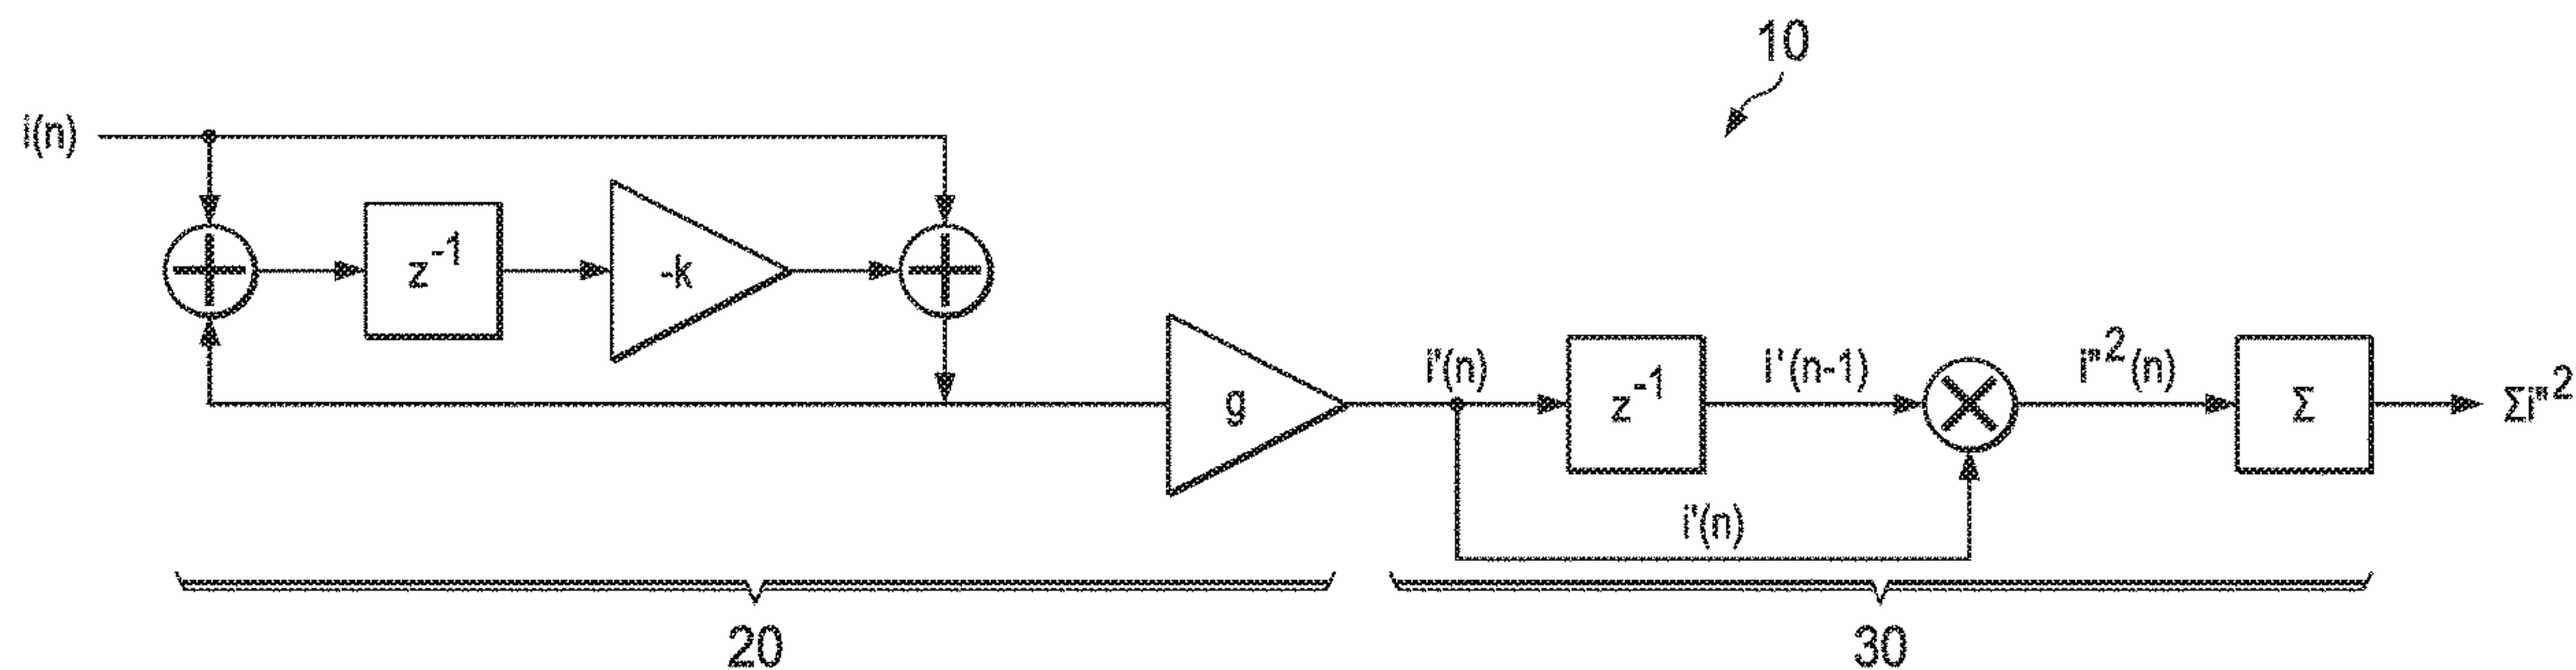 10
i(n)
z⁻¹
-k
g
i'(n)
z⁻¹
i'(n-1)
i"²(n)
Σ
Σi"²
i'(n)
20
30